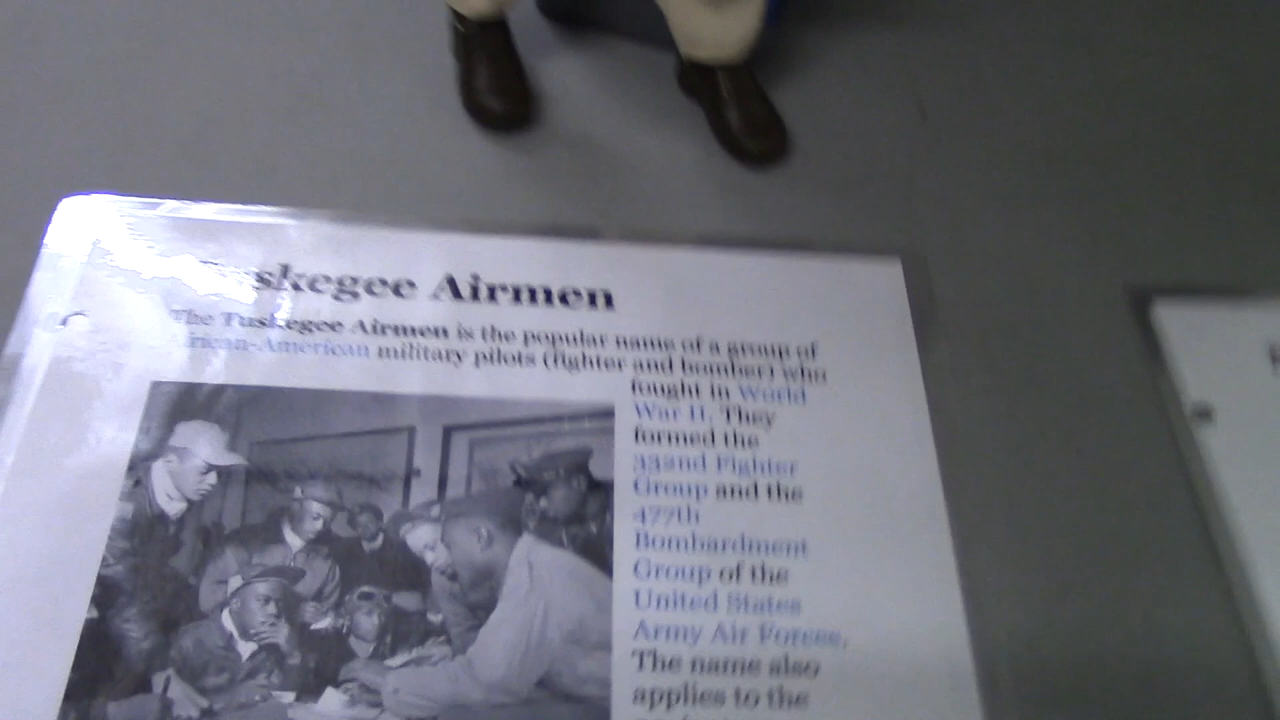 Tuskegee Airmen
The Tuskegee Airmen is the popular name of a group of
African-American military pilots (fighter and bomber) who
fought in World
War II. They
formed the
332nd Fighter
Group and the
477th
Bombardment
Group of the
United States
Army Air Forces.
The name also
applies to the